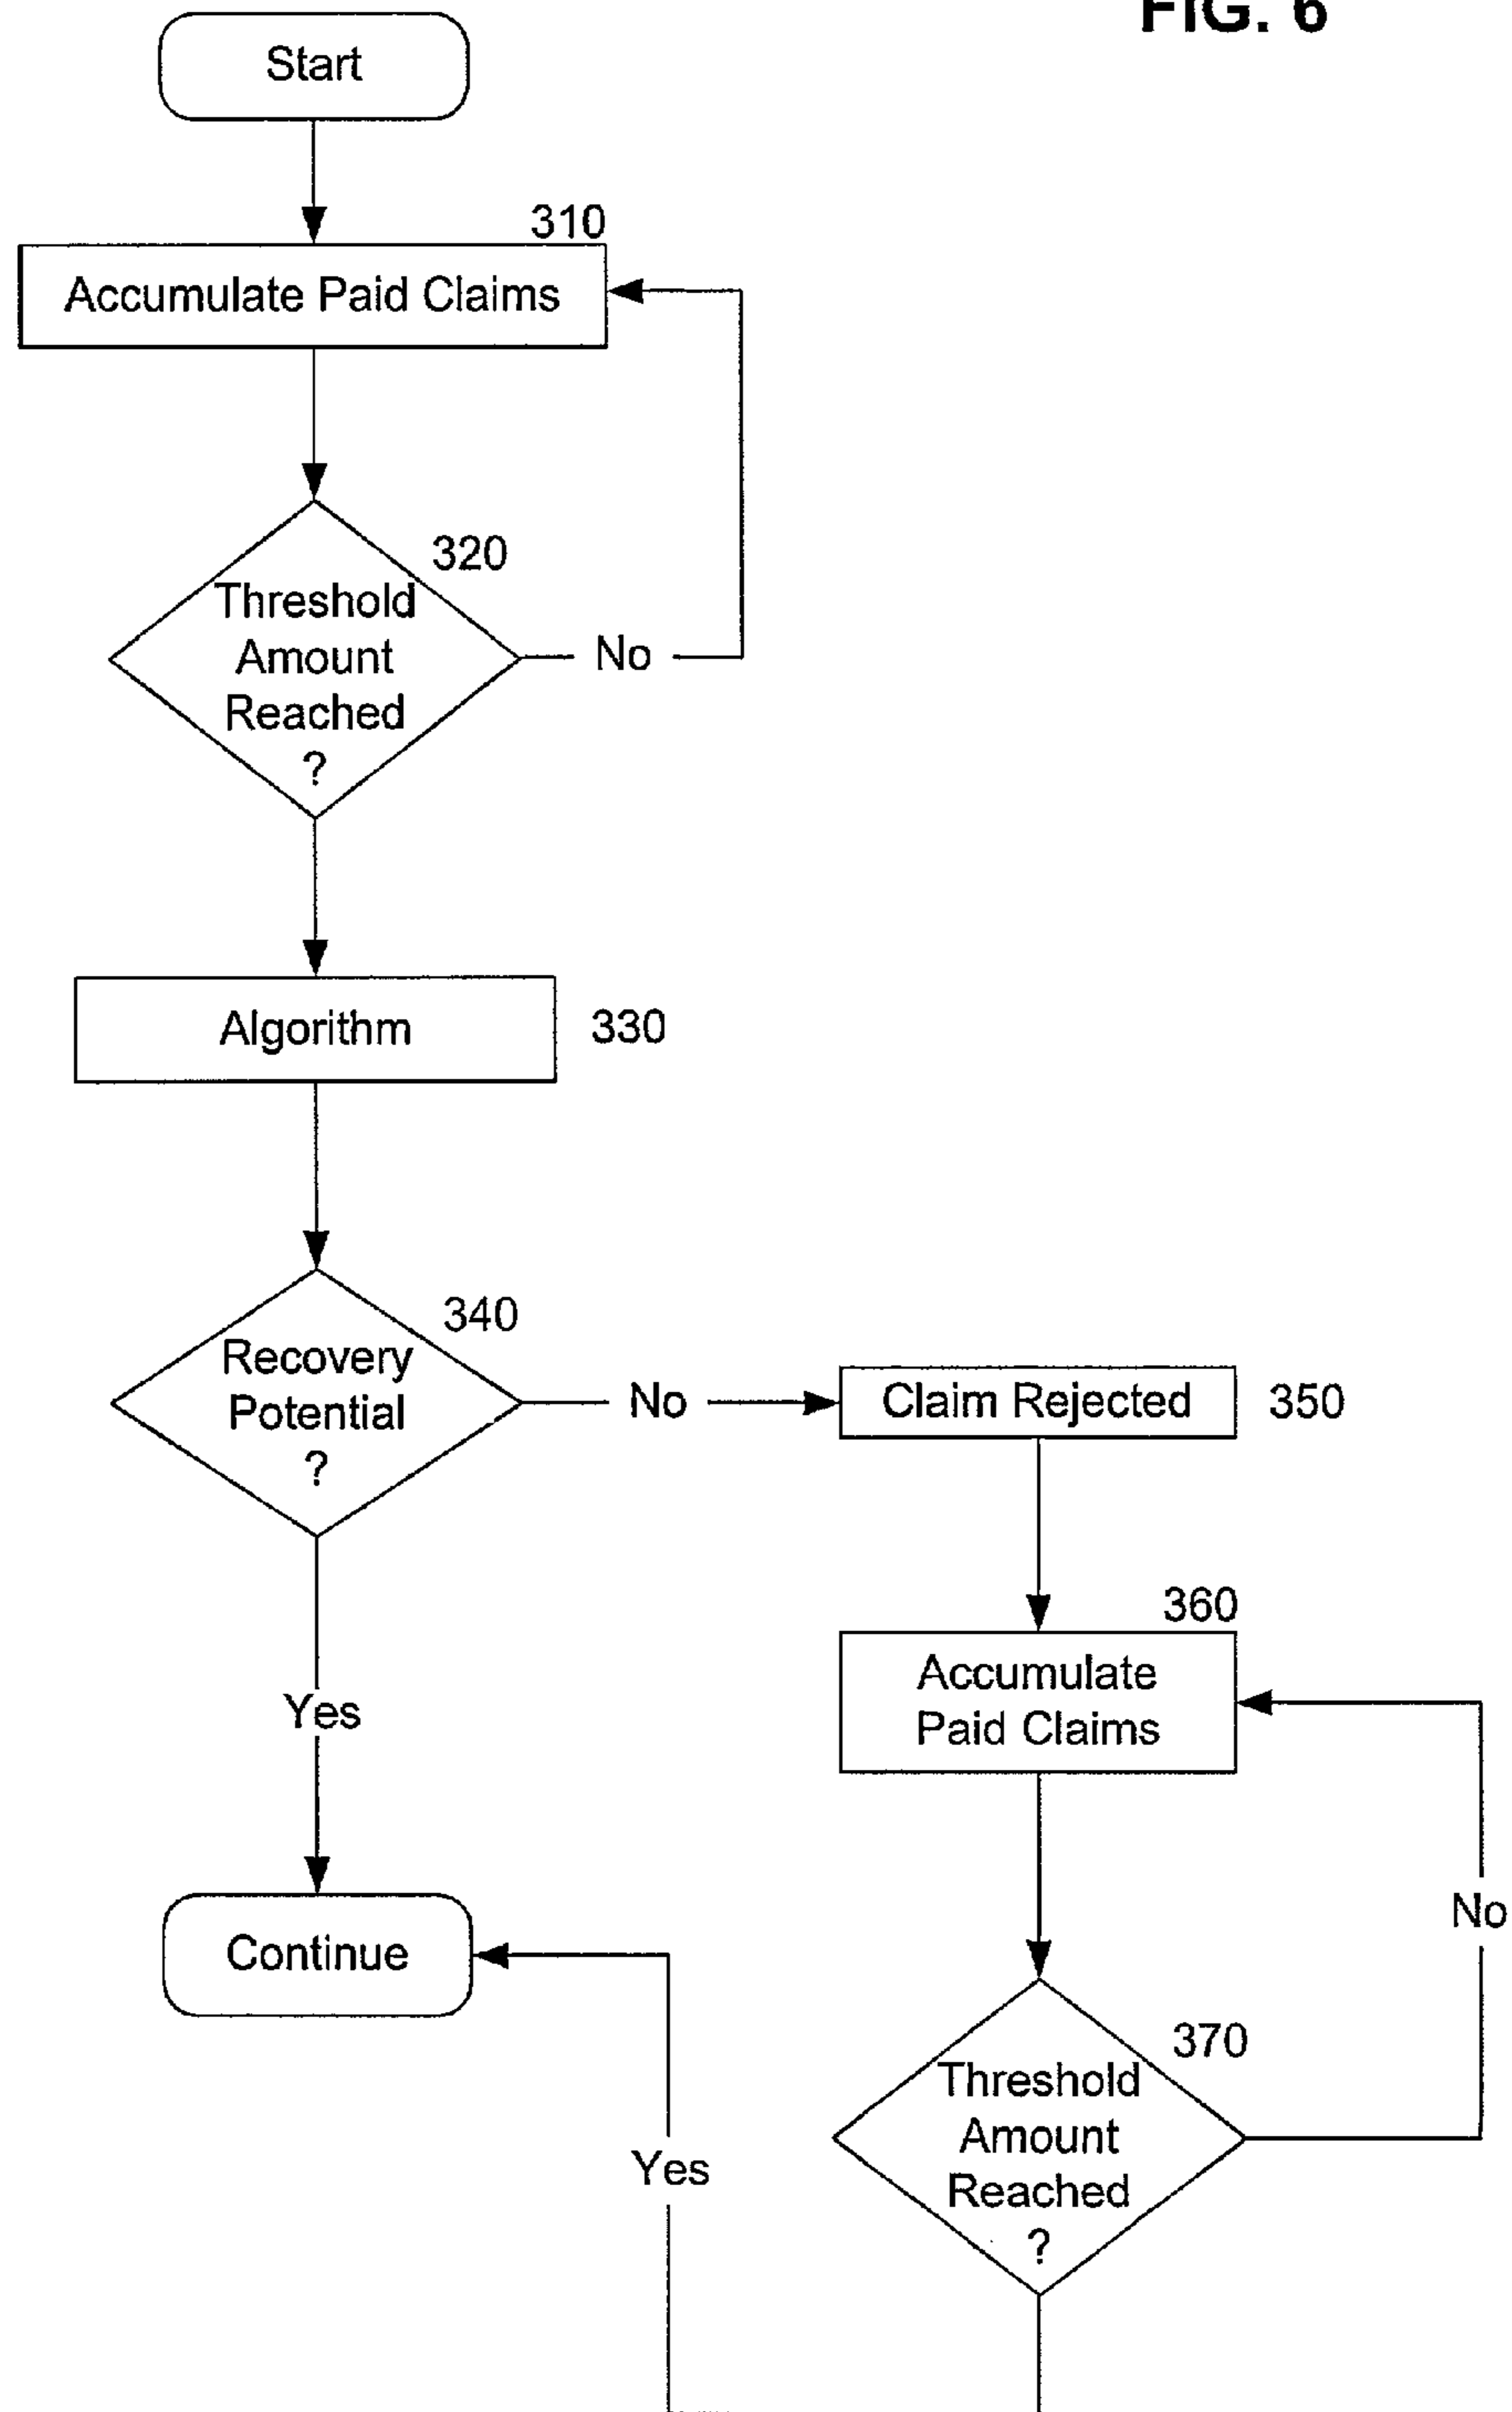 FIG. 6
Start
310
Accumulate Paid Claims
320
Threshold
Amount
Reached
?
No
Algorithm
330
340
Recovery
Potential
?
No
Claim Rejected
350
360
Accumulate
Paid Claims
Yes
No
Continue
370
Threshold
Amount
Reached
?
Yes